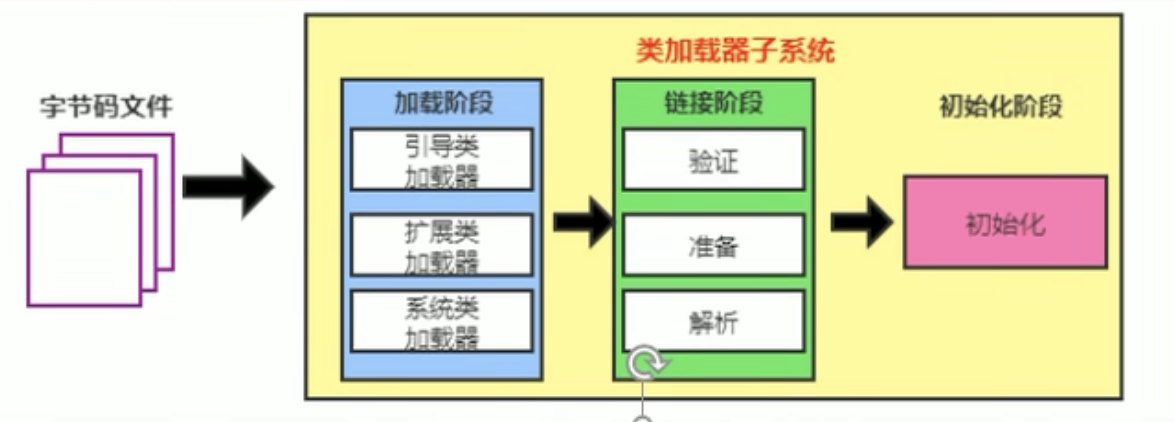 类加载器子系统
字节码文件
加载阶段
引导类
加载器
扩展类
加载器
系统类
加载器
链接阶段
验证
准备
解析
初始化阶段
初始化